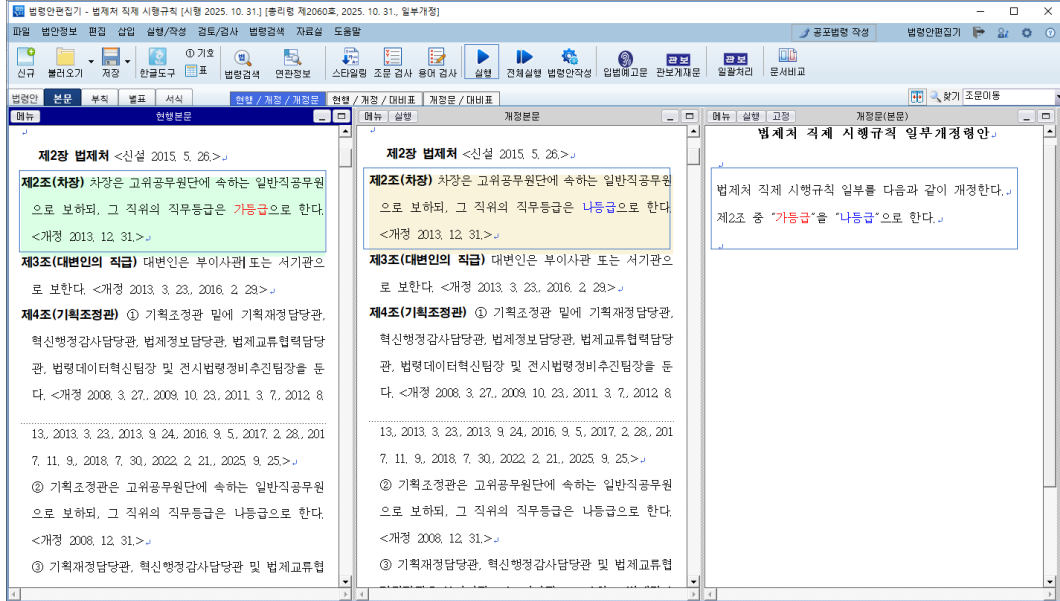 법령안편집기 - 법제처 직제 시행규칙 [시행 2025. 10. 31.] [총리령 제2060호, 2025. 10. 31., 일부개정]
파일 법안정보 편집 삽입 실행/작성 검토/검사 법령검색 자료실 도움말
공포법령 작성 법령안편집기
신규 불러오기 저장 한글도구 ① 기호 표 법령검색 연관정보 스타일링 조문 검사 용어 검사 실행 전체실행 법령안작성 입법예고문 관보 관보게재문 관보 일괄처리 문서비교
법령안 본문 부칙 별표 서식 현행 / 개정 / 개정문 현행 / 개정 / 대비표 개정문 / 대비표 찾기 조문이동
메뉴 현행본문
제2장 법제처 <신설 2015. 5. 26.>
제2조(차장) 차장은 고위공무원단에 속하는 일반직공무원
으로 보하되, 그 직위의 직무등급은 가등급으로 한다.
<개정 2013. 12. 31.>
제3조(대변인의 직급) 대변인은 부이사관 또는 서기관으
로 보한다. <개정 2013. 3. 23., 2016. 2. 29.>
제4조(기획조정관) ① 기획조정관 밑에 기획재정담당관,
혁신행정감사담당관, 법제정보담당관, 법제교류협력담당
관, 법령데이터혁신팀장 및 전시법령정비추진팀장을 둔
다. <개정 2008. 3. 27., 2009. 10. 23., 2011. 3. 7., 2012. 8.
13., 2013. 3. 23., 2013. 9. 24., 2016. 9. 5., 2017. 2. 28., 201
7. 11. 9., 2018. 7. 30., 2022. 2. 21., 2025. 9. 25.>
② 기획조정관은 고위공무원단에 속하는 일반직공무원
으로 보하되, 그 직위의 직무등급은 나등급으로 한다.
<개정 2008. 12. 31.>
③ 기획재정담당관, 혁신행정감사담당관 및 법제교류협
메뉴 실행 개정본문
제2장 법제처 <신설 2015. 5. 26.>
제2조(차장) 차장은 고위공무원단에 속하는 일반직공무원
으로 보하되, 그 직위의 직무등급은 나등급으로 한다.
<개정 2013. 12. 31.>
제3조(대변인의 직급) 대변인은 부이사관 또는 서기관으
로 보한다. <개정 2013. 3. 23., 2016. 2. 29.>
제4조(기획조정관) ① 기획조정관 밑에 기획재정담당관,
혁신행정감사담당관, 법제정보담당관, 법제교류협력담당
관, 법령데이터혁신팀장 및 전시법령정비추진팀장을 둔
다. <개정 2008. 3. 27., 2009. 10. 23., 2011. 3. 7., 2012. 8.
13., 2013. 3. 23., 2013. 9. 24., 2016. 9. 5., 2017. 2. 28., 201
7. 11. 9., 2018. 7. 30., 2022. 2. 21., 2025. 9. 25.>
② 기획조정관은 고위공무원단에 속하는 일반직공무원
으로 보하되, 그 직위의 직무등급은 나등급으로 한다.
<개정 2008. 12. 31.>
③ 기획재정담당관, 혁신행정감사담당관 및 법제교류협
메뉴 실행 고정 개정문(본문)
법제처 직제 시행규칙 일부개정령안
법제처 직제 시행규칙 일부를 다음과 같이 개정한다.
제2조 중 “가등급”을 “나등급”으로 한다.